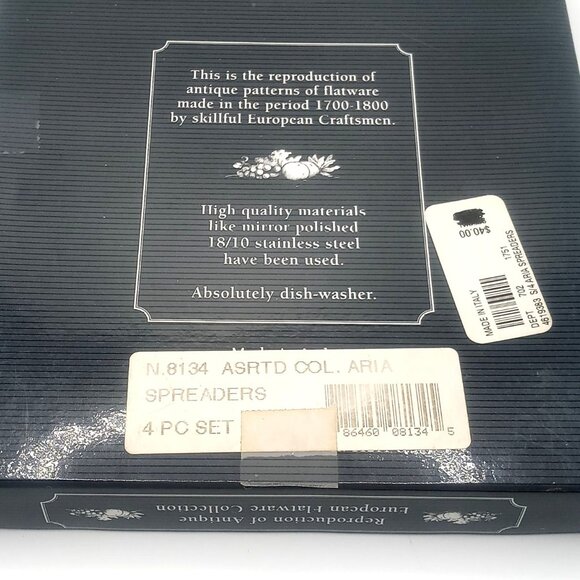 This is the reproduction of
antique patterns of flatware
made in the period 1700-1800
by skillful European Craftsmen.
High quality materials
like mirror polished
18/10 stainless steel
have been used.
Absolutely dish-washer.
$40.00
MADE IN ITALY 1751
DEPT 702
4619383 S/4 ARIA SPREADERS
N.8134 ASRTD COL. ARIA
SPREADERS
4 PC SET
86460 08134 5
Reproduction of Antique
European Flatware Collection